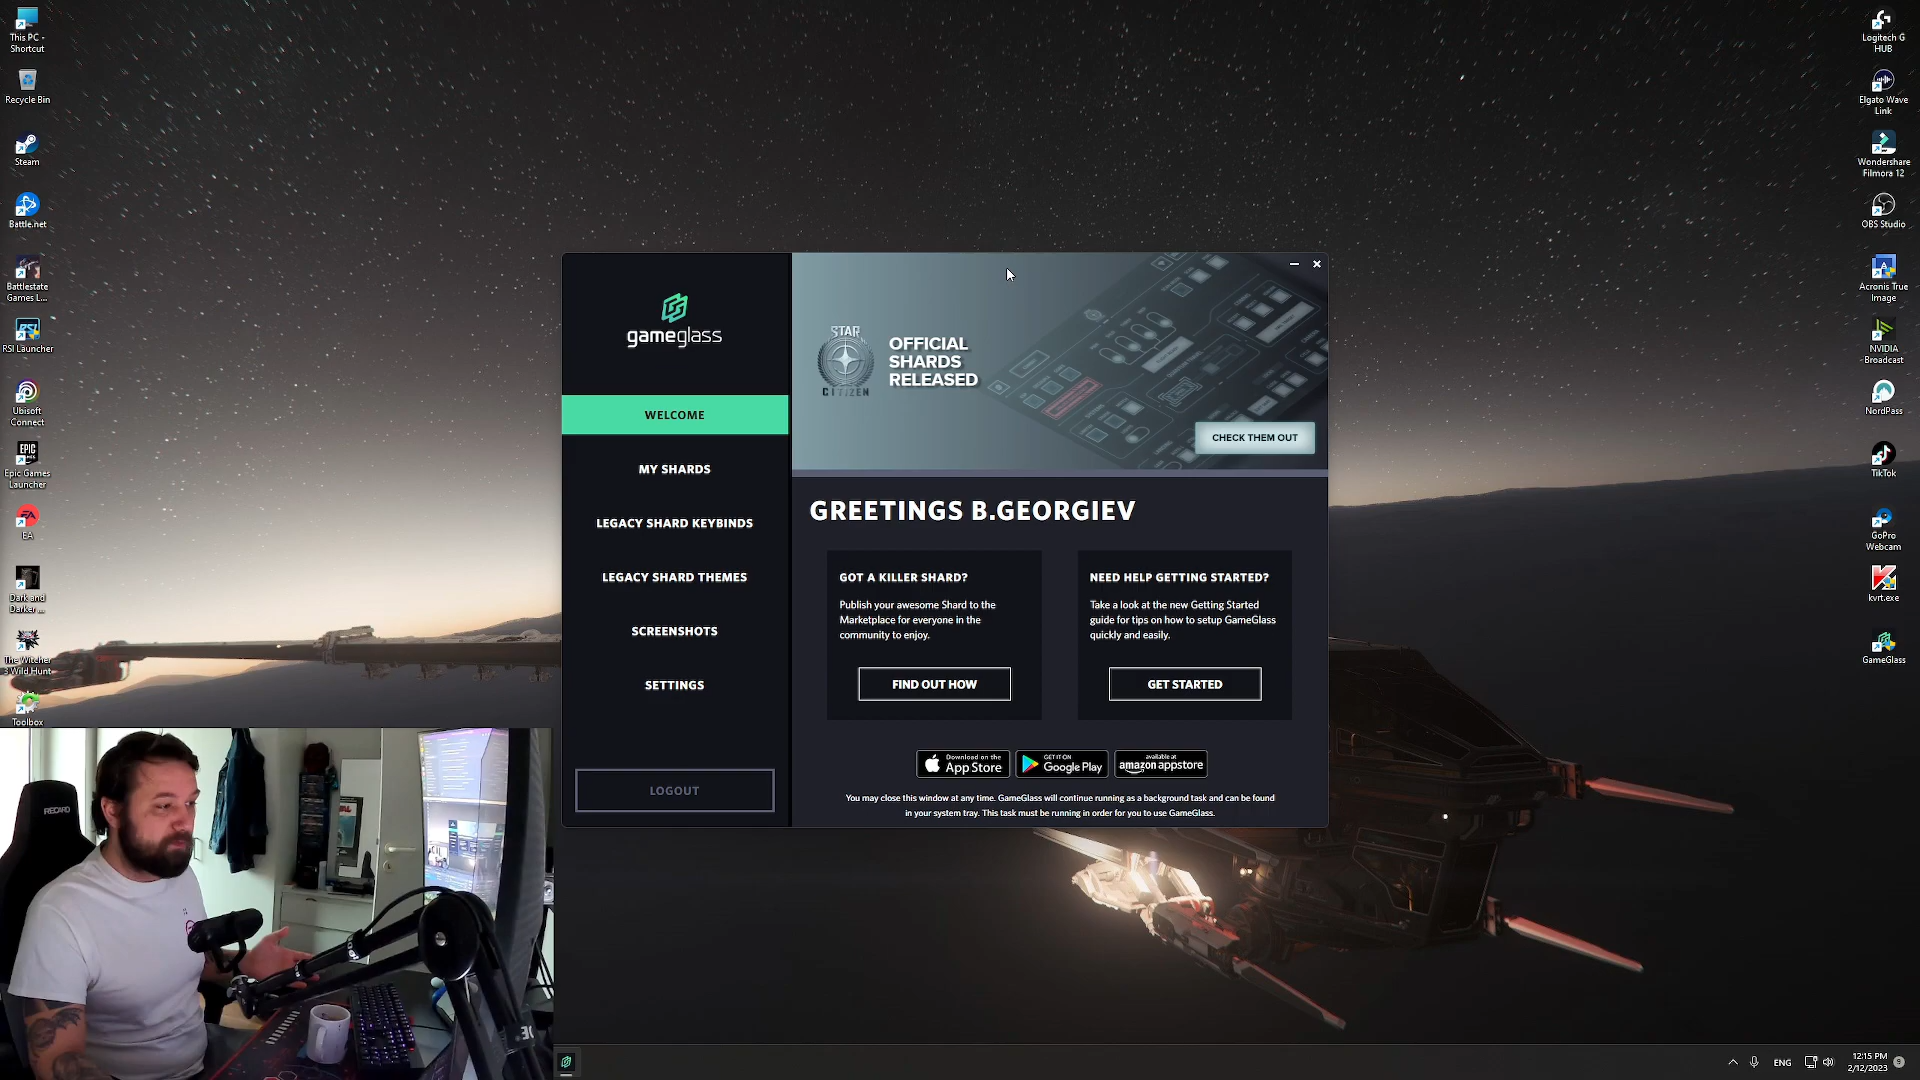 This PC -
Shortcut
Recycle Bin
Steam
Battle.net
Battlestate
Games L...
RSI
RSI Launcher
Ubisoft
Connect
EPIC
GAMES
Epic Games
Launcher
EA
EA
Dark and
Darker ...
The Witcher
3 Wild Hunt
Toolbox
gameglass
WELCOME
MY SHARDS
LEGACY SHARD KEYBINDS
LEGACY SHARD THEMES
SCREENSHOTS
SETTINGS
LOGOUT
STAR
CITIZEN
OFFICIAL
SHARDS
RELEASED
CHECK THEM OUT
GREETINGS B.GEORGIEV
GOT A KILLER SHARD?
Publish your awesome Shard to the
Marketplace for everyone in the
community to enjoy.
FIND OUT HOW
NEED HELP GETTING STARTED?
Take a look at the new Getting Started
guide for tips on how to setup GameGlass
quickly and easily.
GET STARTED
Download on the
App Store
GET IT ON
Google Play
available at
amazon appstore
You may close this window at any time. GameGlass will continue running as a background task and can be found
in your system tray. This task must be running in order for you to use GameGlass.
Logitech G
HUB
Elgato Wave
Link
Wondershare
Filmora 12
OBS Studio
Acronis True
Image
NVIDIA
Broadcast
NordPass
TikTok
GoPro
Webcam
kvrt.exe
GameGlass
RECARO
ENG
12:15 PM
2/12/2023
9